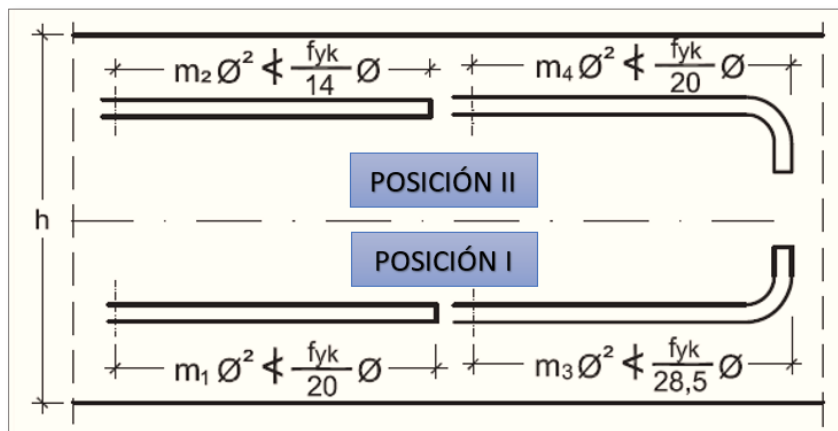 m₂ Ø² ≮ fyk/14 Ø
m₄ Ø² ≮ fyk/20 Ø
POSICIÓN II
h
POSICIÓN I
m₁ Ø² ≮ fyk/20 Ø
m₃ Ø² ≮ fyk/28,5 Ø